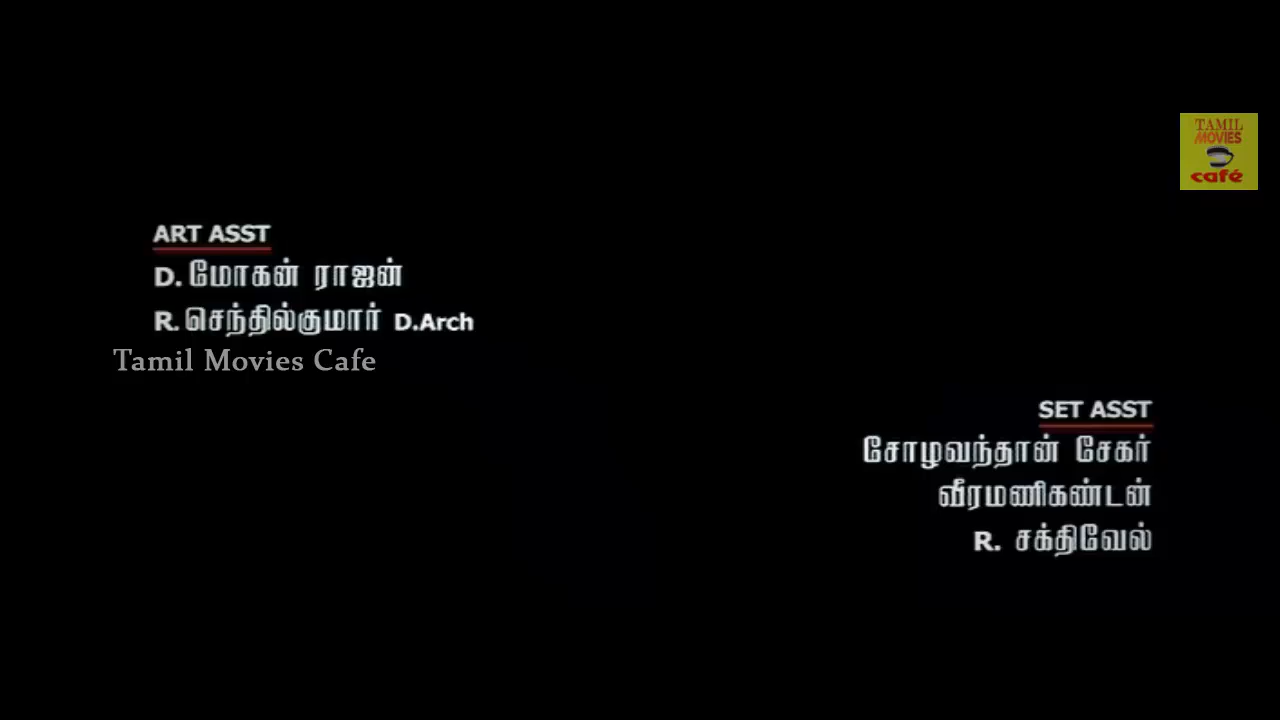 TAMIL
MOVIES
café
ART ASST
D. மோகன் ராஜன்
R. செந்தில்குமார் D.Arch
Tamil Movies Cafe
SET ASST
சோழவந்தான் சேகர்
வீரமணிகண்டன்
R. சக்திவேல்